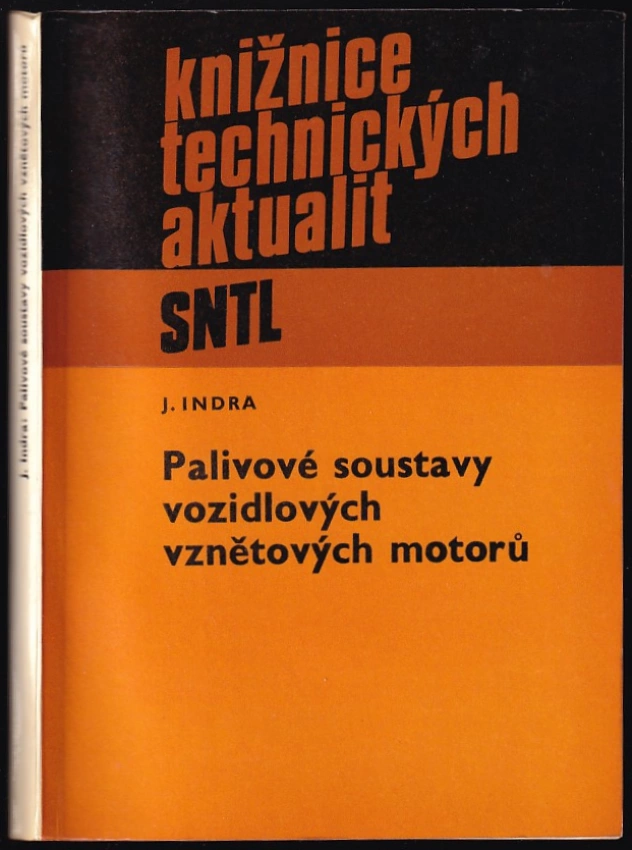 knižnice
technických
aktualit
SNTL
J. INDRA
Palivové soustavy
vozidlových
vznětových motorů
J. Indra: Palivové soustavy vozidlových vznětových motorů